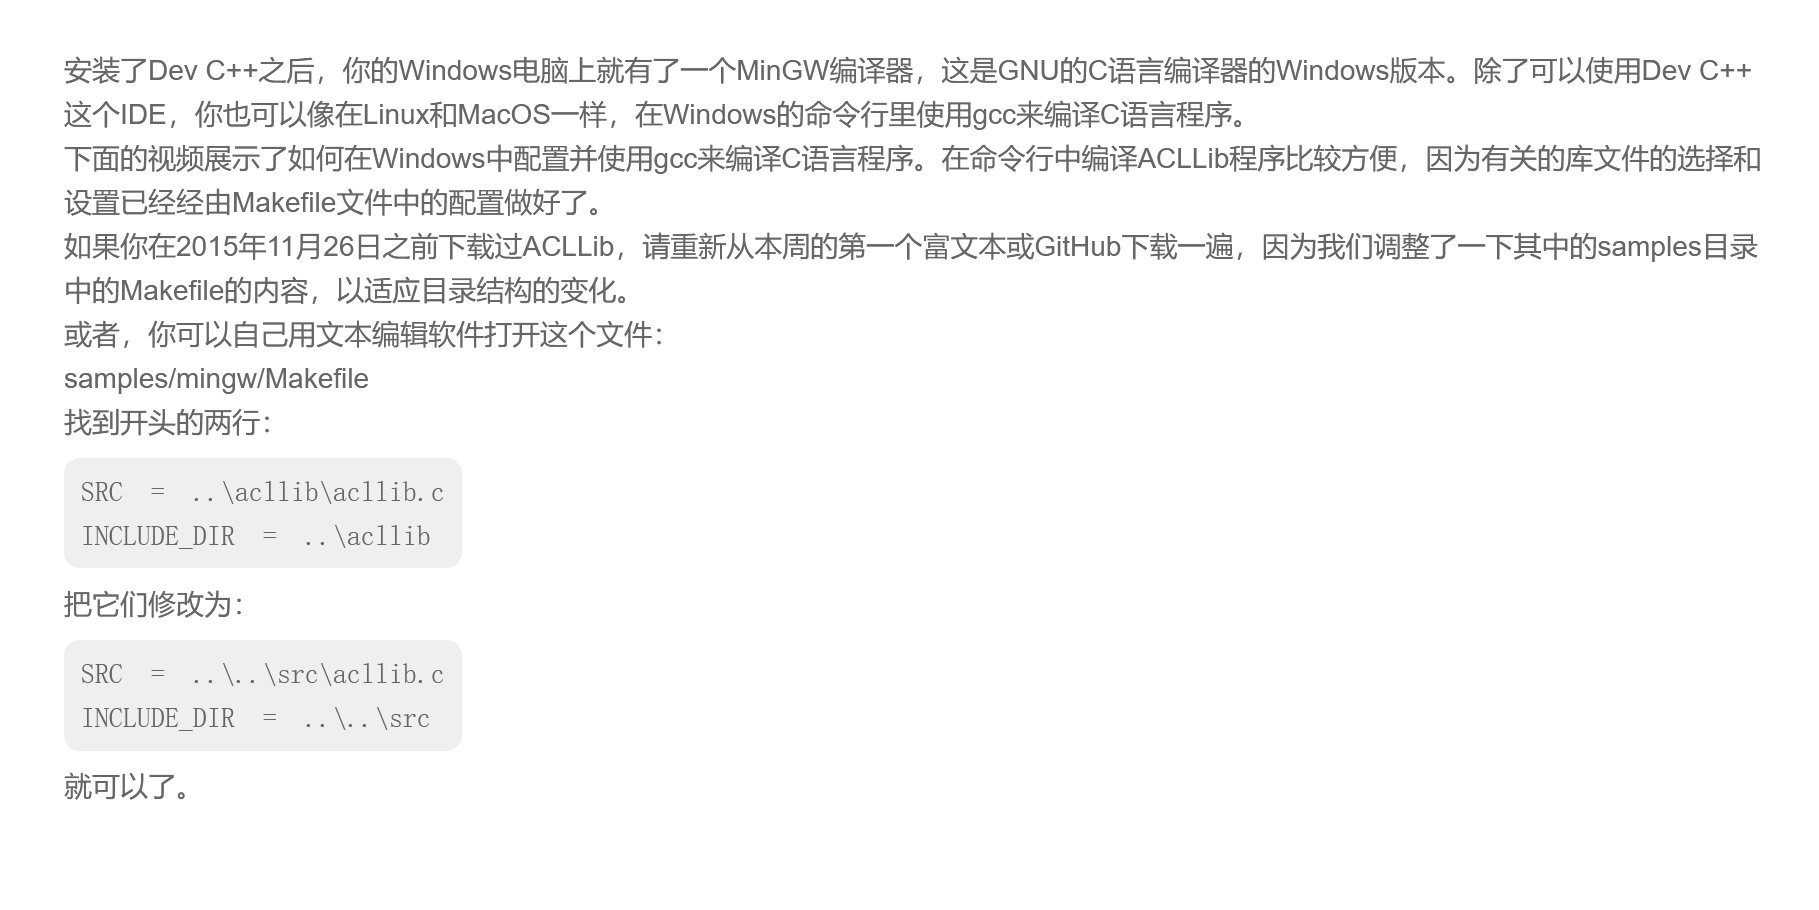 安装了Dev C++之后，你的Windows电脑上就有了一个MinGW编译器，这是GNU的C语言编译器的Windows版本。除了可以使用Dev C++
这个IDE，你也可以像在Linux和MacOS一样，在Windows的命令行里使用gcc来编译C语言程序。
下面的视频展示了如何在Windows中配置并使用gcc来编译C语言程序。在命令行中编译ACLLib程序比较方便，因为有关的库文件的选择和
设置已经经由Makefile文件中的配置做好了。
如果你在2015年11月26日之前下载过ACLLib，请重新从本周的第一个富文本或GitHub下载一遍，因为我们调整了一下其中的samples目录
中的Makefile的内容，以适应目录结构的变化。
或者，你可以自己用文本编辑软件打开这个文件：
samples/mingw/Makefile
找到开头的两行：
SRC = ..\acllib\acllib.c
INCLUDE_DIR = ..\acllib
把它们修改为：
SRC = ..\..\src\acllib.c
INCLUDE_DIR = ..\..\src
就可以了。